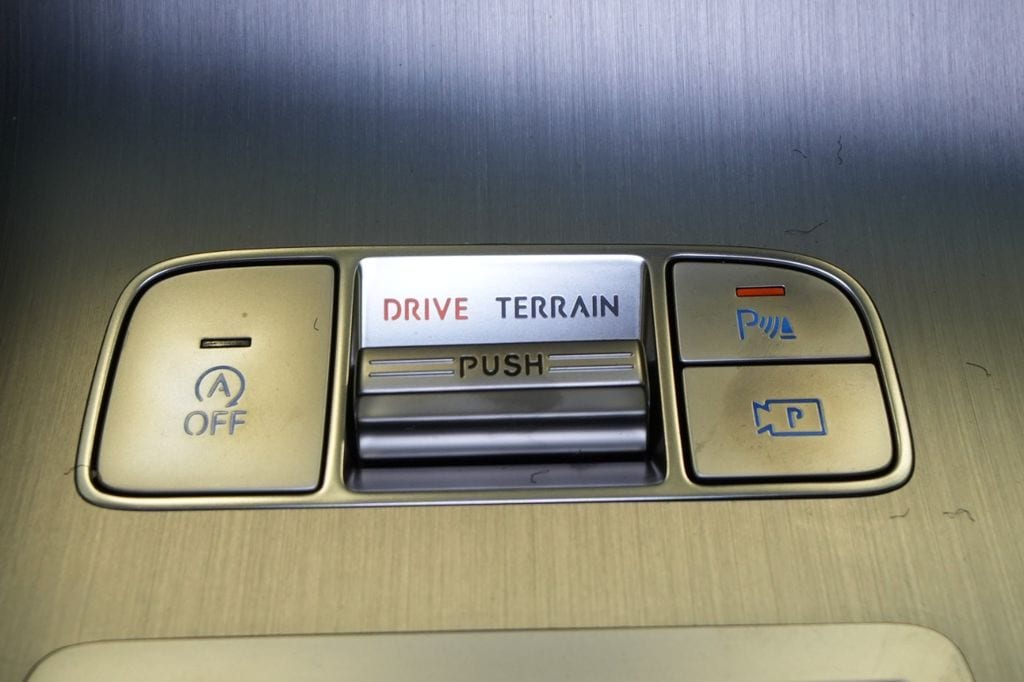 DRIVE TERRAIN
PUSH
A
OFF
P
P